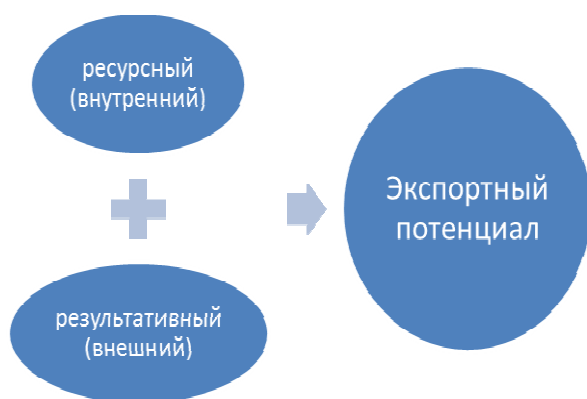 ресурсный
(внутренний)
результативный
(внешний)
Экспортный
потенциал